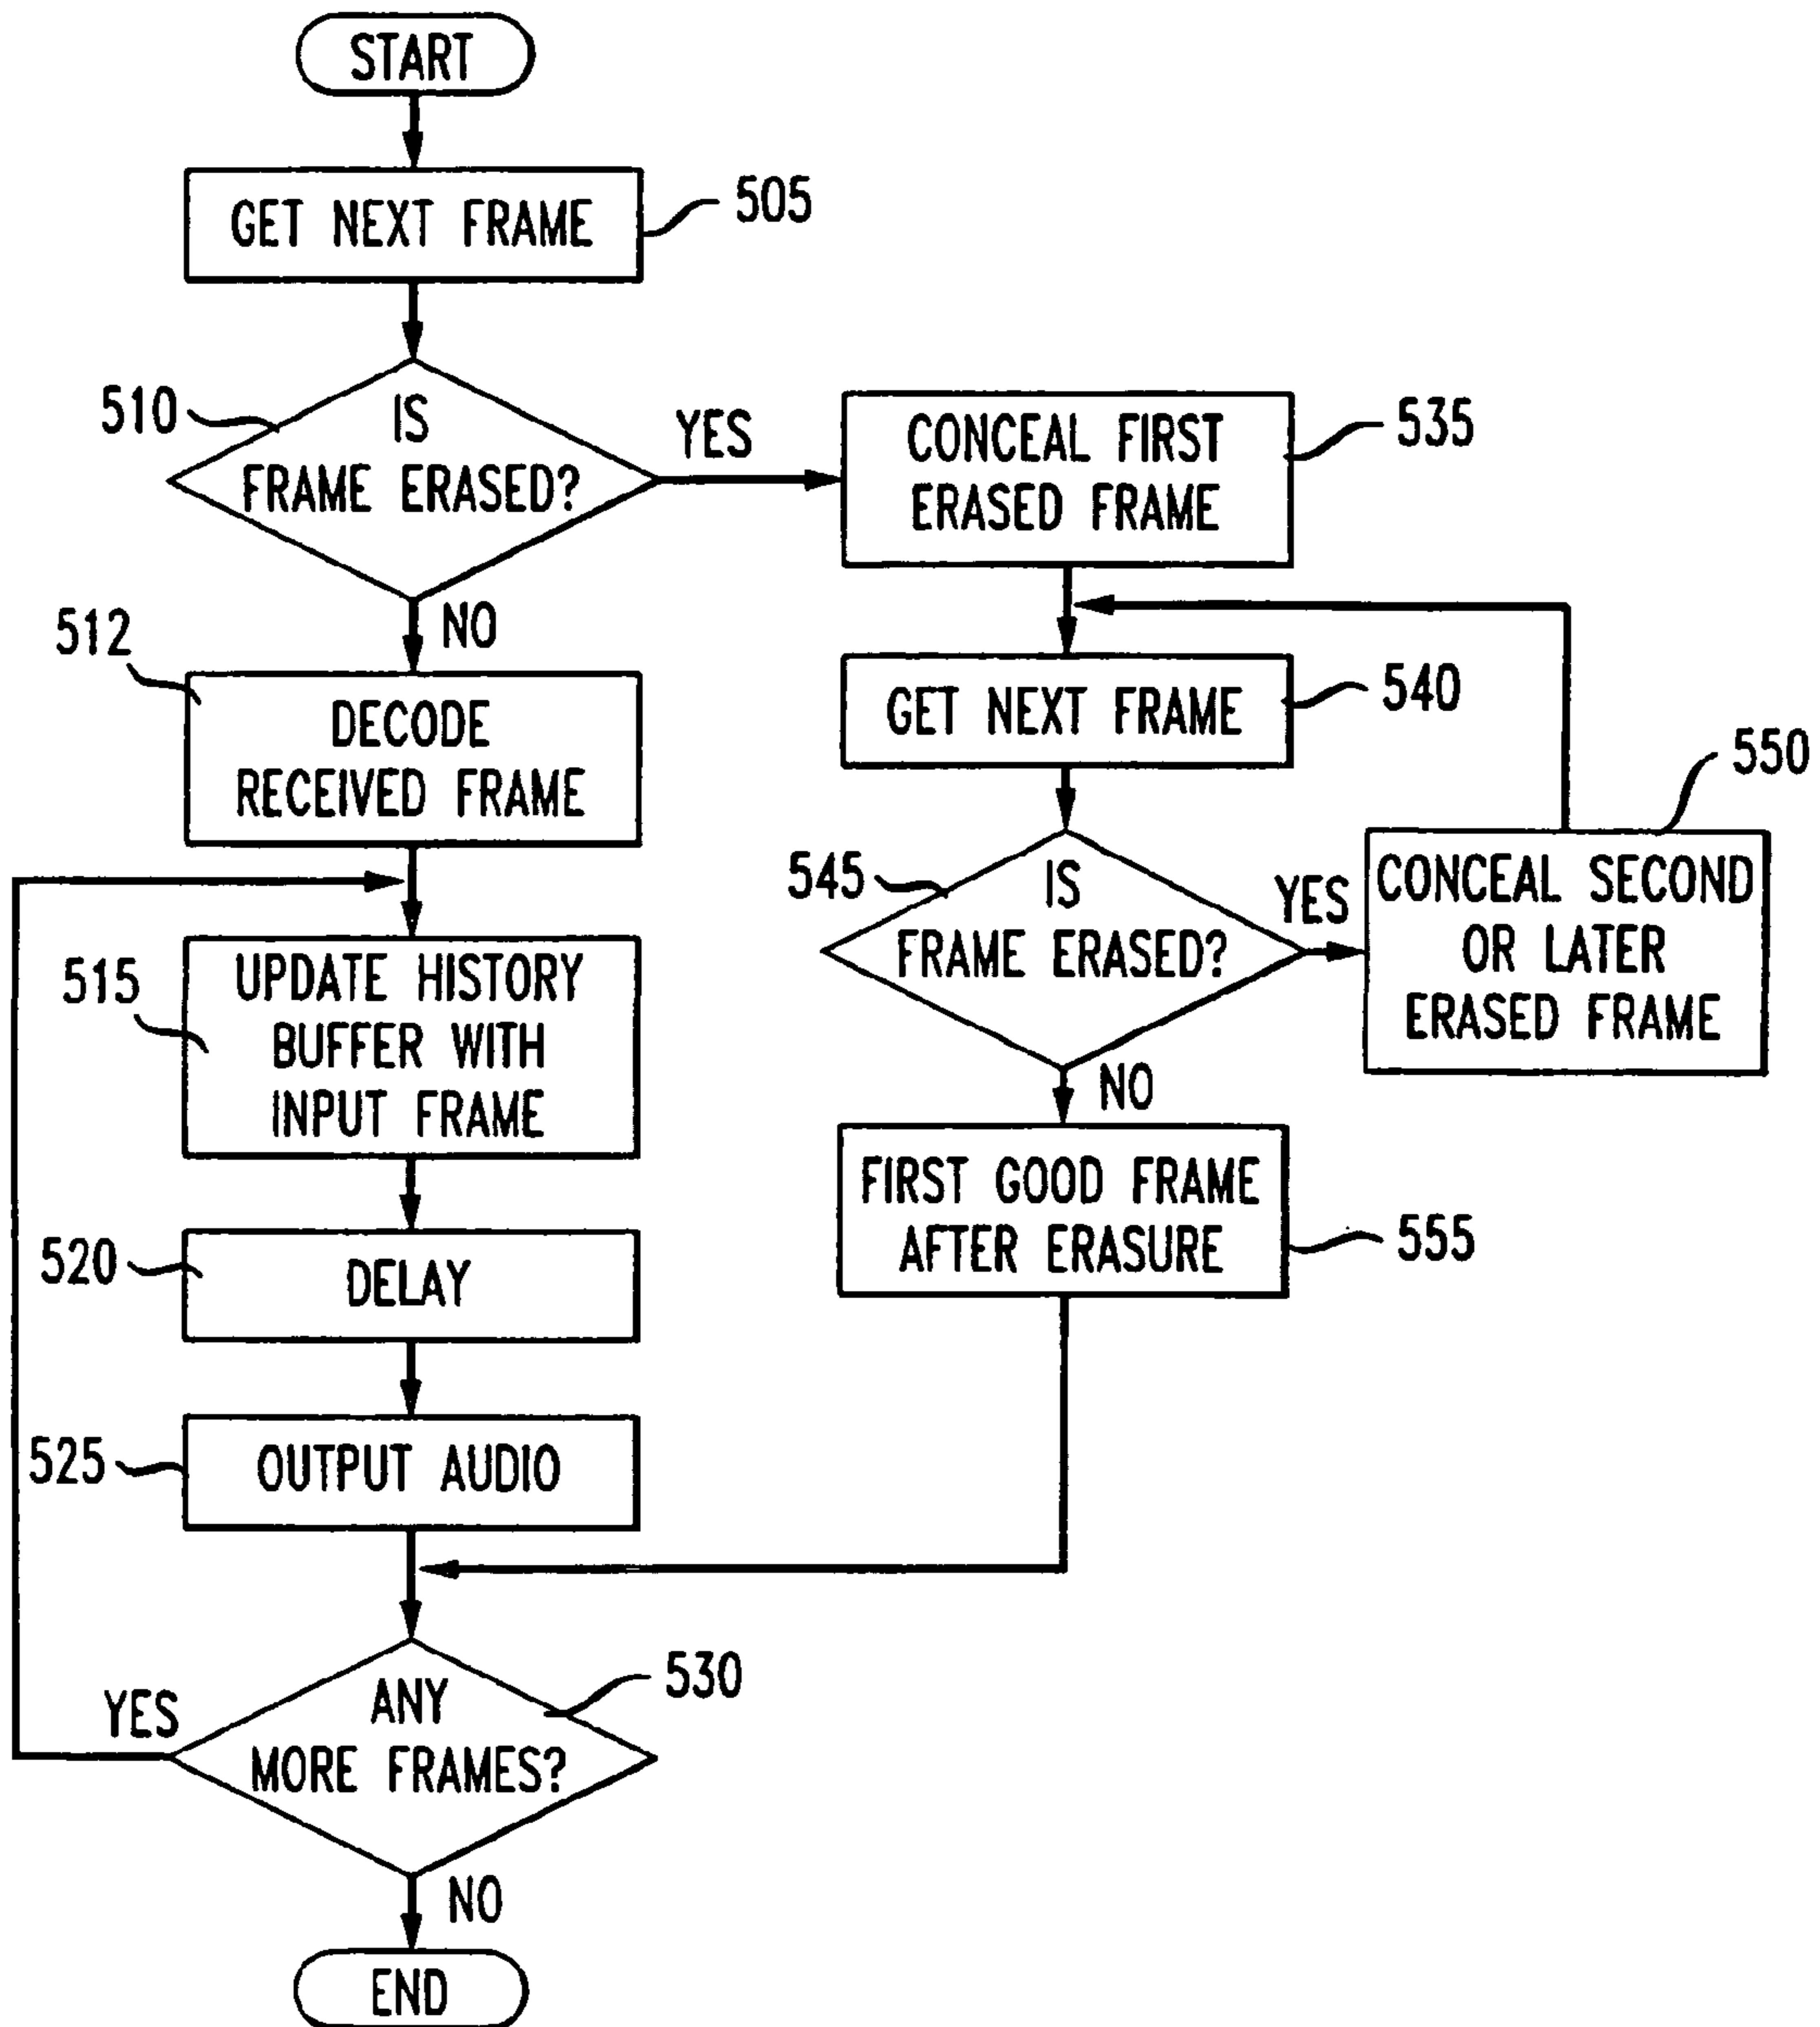 START
GET NEXT FRAME
505
510
IS
FRAME ERASED?
YES
NO
CONCEAL FIRST
ERASED FRAME
535
512
DECODE
RECEIVED FRAME
GET NEXT FRAME
540
545
IS
FRAME ERASED?
YES
NO
550
CONCEAL SECOND
OR LATER
ERASED FRAME
515
UPDATE HISTORY
BUFFER WITH
INPUT FRAME
FIRST GOOD FRAME
AFTER ERASURE
555
520
DELAY
525
OUTPUT AUDIO
530
ANY
MORE FRAMES?
YES
NO
END